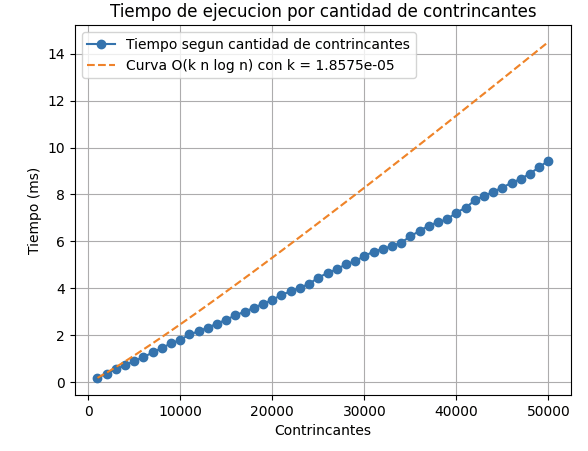 Tiempo de ejecucion por cantidad de contrincantes
Tiempo segun cantidad de contrincantes
Curva O(k n log n) con k = 1.8575e-05
14
12
10
8
6
4
2
0
Tiempo (ms)
0 10000 20000 30000 40000 50000
Contrincantes